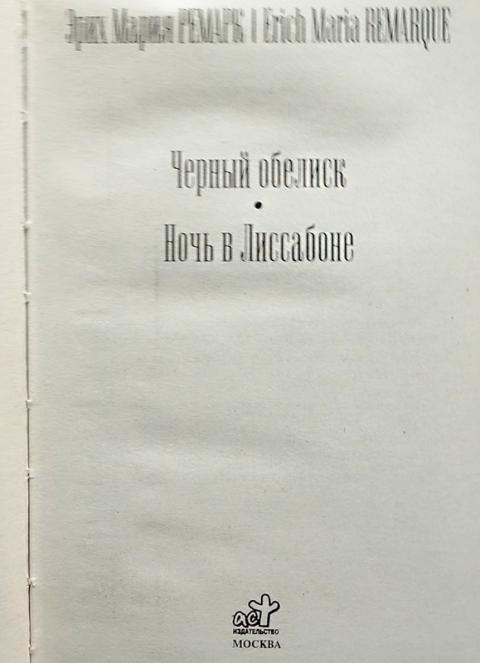 Эрих Мария РЕМАРК | Erich Maria REMARQUE
Черный обелиск
•
Ночь в Лиссабоне
аст
ИЗДАТЕЛЬСТВО
МОСКВА